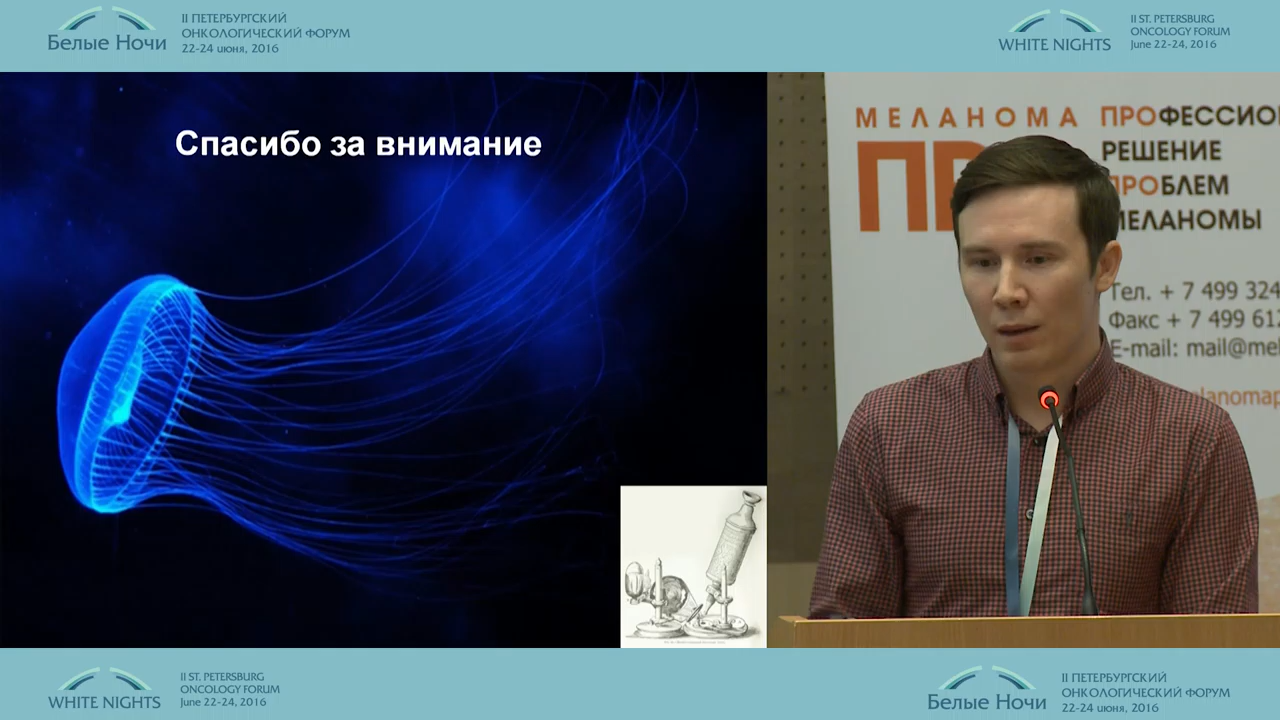 Белые Ночи
II ПЕТЕРБУРГСКИЙ
ОНКОЛОГИЧЕСКИЙ ФОРУМ
22-24 июня, 2016
WHITE NIGHTS
II ST. PETERSBURG
ONCOLOGY FORUM
June 22-24, 2016
Спасибо за внимание
МЕЛАНОМА
ПРОФЕССИОН
РЕШЕНИЕ
ПРОБЛЕМ
МЕЛАНОМЫ
Тел. + 7 499 324
Факс + 7 499 612
E-mail: mail@mel
WHITE NIGHTS
II ST. PETERSBURG
ONCOLOGY FORUM
June 22-24, 2016
Белые Ночи
II ПЕТЕРБУРГСКИЙ
ОНКОЛОГИЧЕСКИЙ ФОРУМ
22-24 июня, 2016